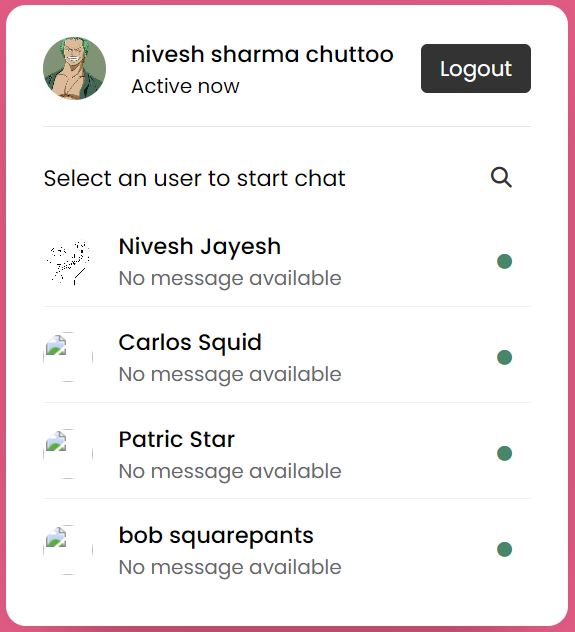 nivesh sharma chuttoo
Active now
Logout
Select an user to start chat
Nivesh Jayesh
No message available
Carlos Squid
No message available
Patric Star
No message available
bob squarepants
No message available